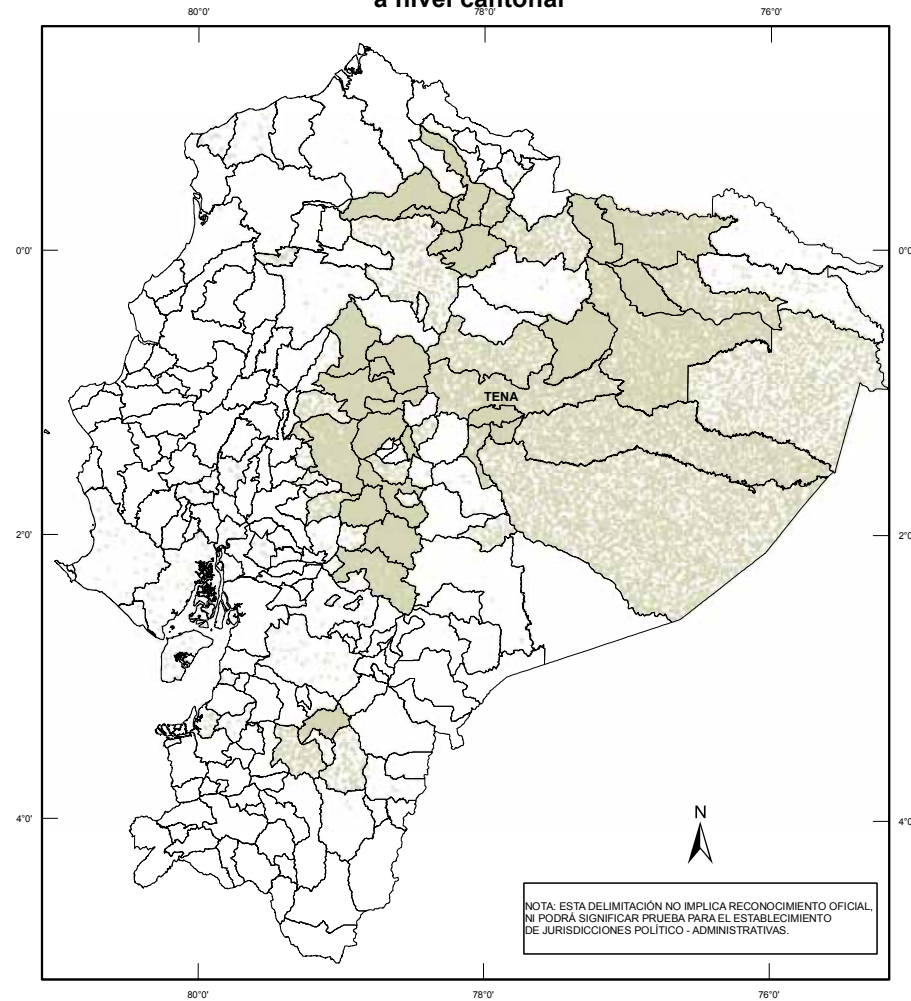 a nivel cantonal
80°0' 78°0' 76°0'
0°0' 0°0'
TENA
2°0' 2°0'
4°0' 4°0'
N
NOTA: ESTA DELIMITACIÓN NO IMPLICA RECONOCIMIENTO OFICIAL,
NI PODRÁ SIGNIFICAR PRUEBA PARA EL ESTABLECIMIENTO
DE JURISDICCIONES POLÍTICO - ADMINISTRATIVAS.
80°0' 78°0' 76°0'